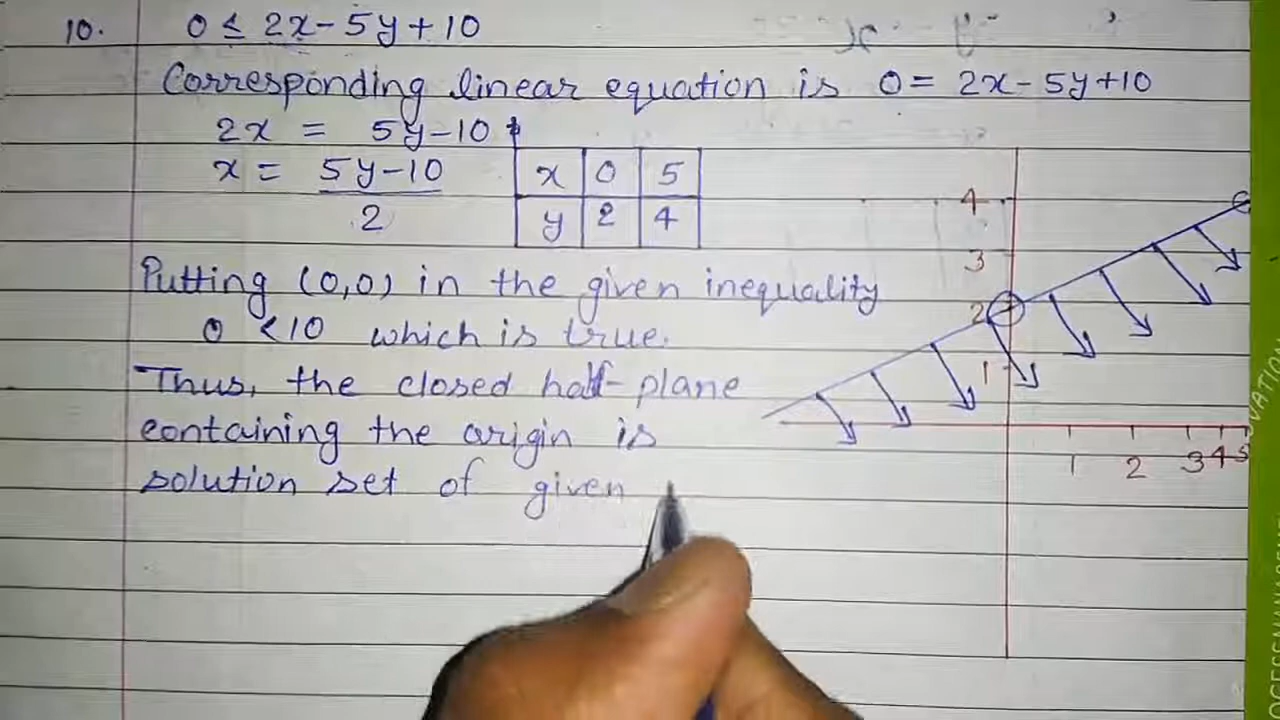 10. 0 ≤ 2x - 5y + 10
Corresponding linear equation is 0 = 2x - 5y + 10
2x = 5y - 10
x = 5y - 10
2
x 0 5
y 2 4
Putting (0,0) in the given inequality
0 < 10 which is true.
Thus, the closed half-plane
containing the origin is
solution set of given
4
3
2
1
1 2 3 4 5